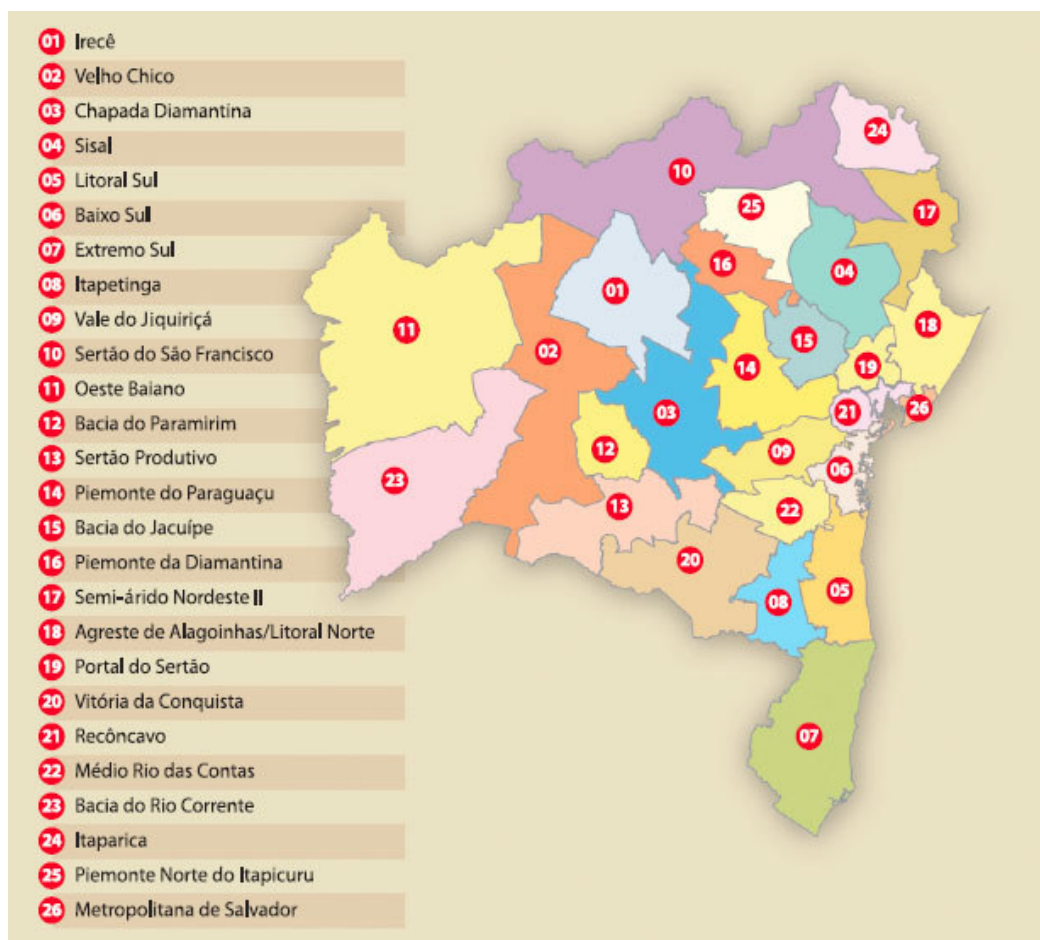 01 Irecê
02 Velho Chico
03 Chapada Diamantina
04 Sisal
05 Litoral Sul
06 Baixo Sul
07 Extremo Sul
08 Itapetinga
09 Vale do Jiquiriçá
10 Sertão do São Francisco
11 Oeste Baiano
12 Bacia do Paramirim
13 Sertão Produtivo
14 Piemonte do Paraguaçu
15 Bacia do Jacuípe
16 Piemonte da Diamantina
17 Semi-árido Nordeste II
18 Agreste de Alagoinhas/Litoral Norte
19 Portal do Sertão
20 Vitória da Conquista
21 Recôncavo
22 Médio Rio das Contas
23 Bacia do Rio Corrente
24 Itaparica
25 Piemonte Norte do Itapicuru
26 Metropolitana de Salvador
24
10
25
17
16
04
01
18
11
02
15
14
19
03
21
26
12
09
06
23
13
22
20
08
05
07